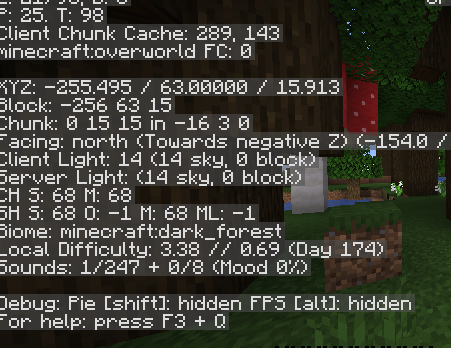 P: 25. T: 98
Client Chunk Cache: 289, 143
minecraft:overworld FC: 0
XYZ: -255.495 / 63.00000 / 15.913
Block: -256 63 15
Chunk: 0 15 15 in -16 3 0
Facing: north (Towards negative Z) (-154.0 /
Client Light: 14 (14 sky, 0 block)
Server Light: (14 sky, 0 block)
CH S: 68 M: 68
SH S: 68 O: -1 M: 68 ML: -1
Biome: minecraft:dark_forest
Local Difficulty: 3.38 // 0.69 (Day 174)
Sounds: 1/247 + 0/8 (Mood 0%)
Debug: Pie [shift]: hidden FPS [alt]: hidden
For help: press F3 + Q